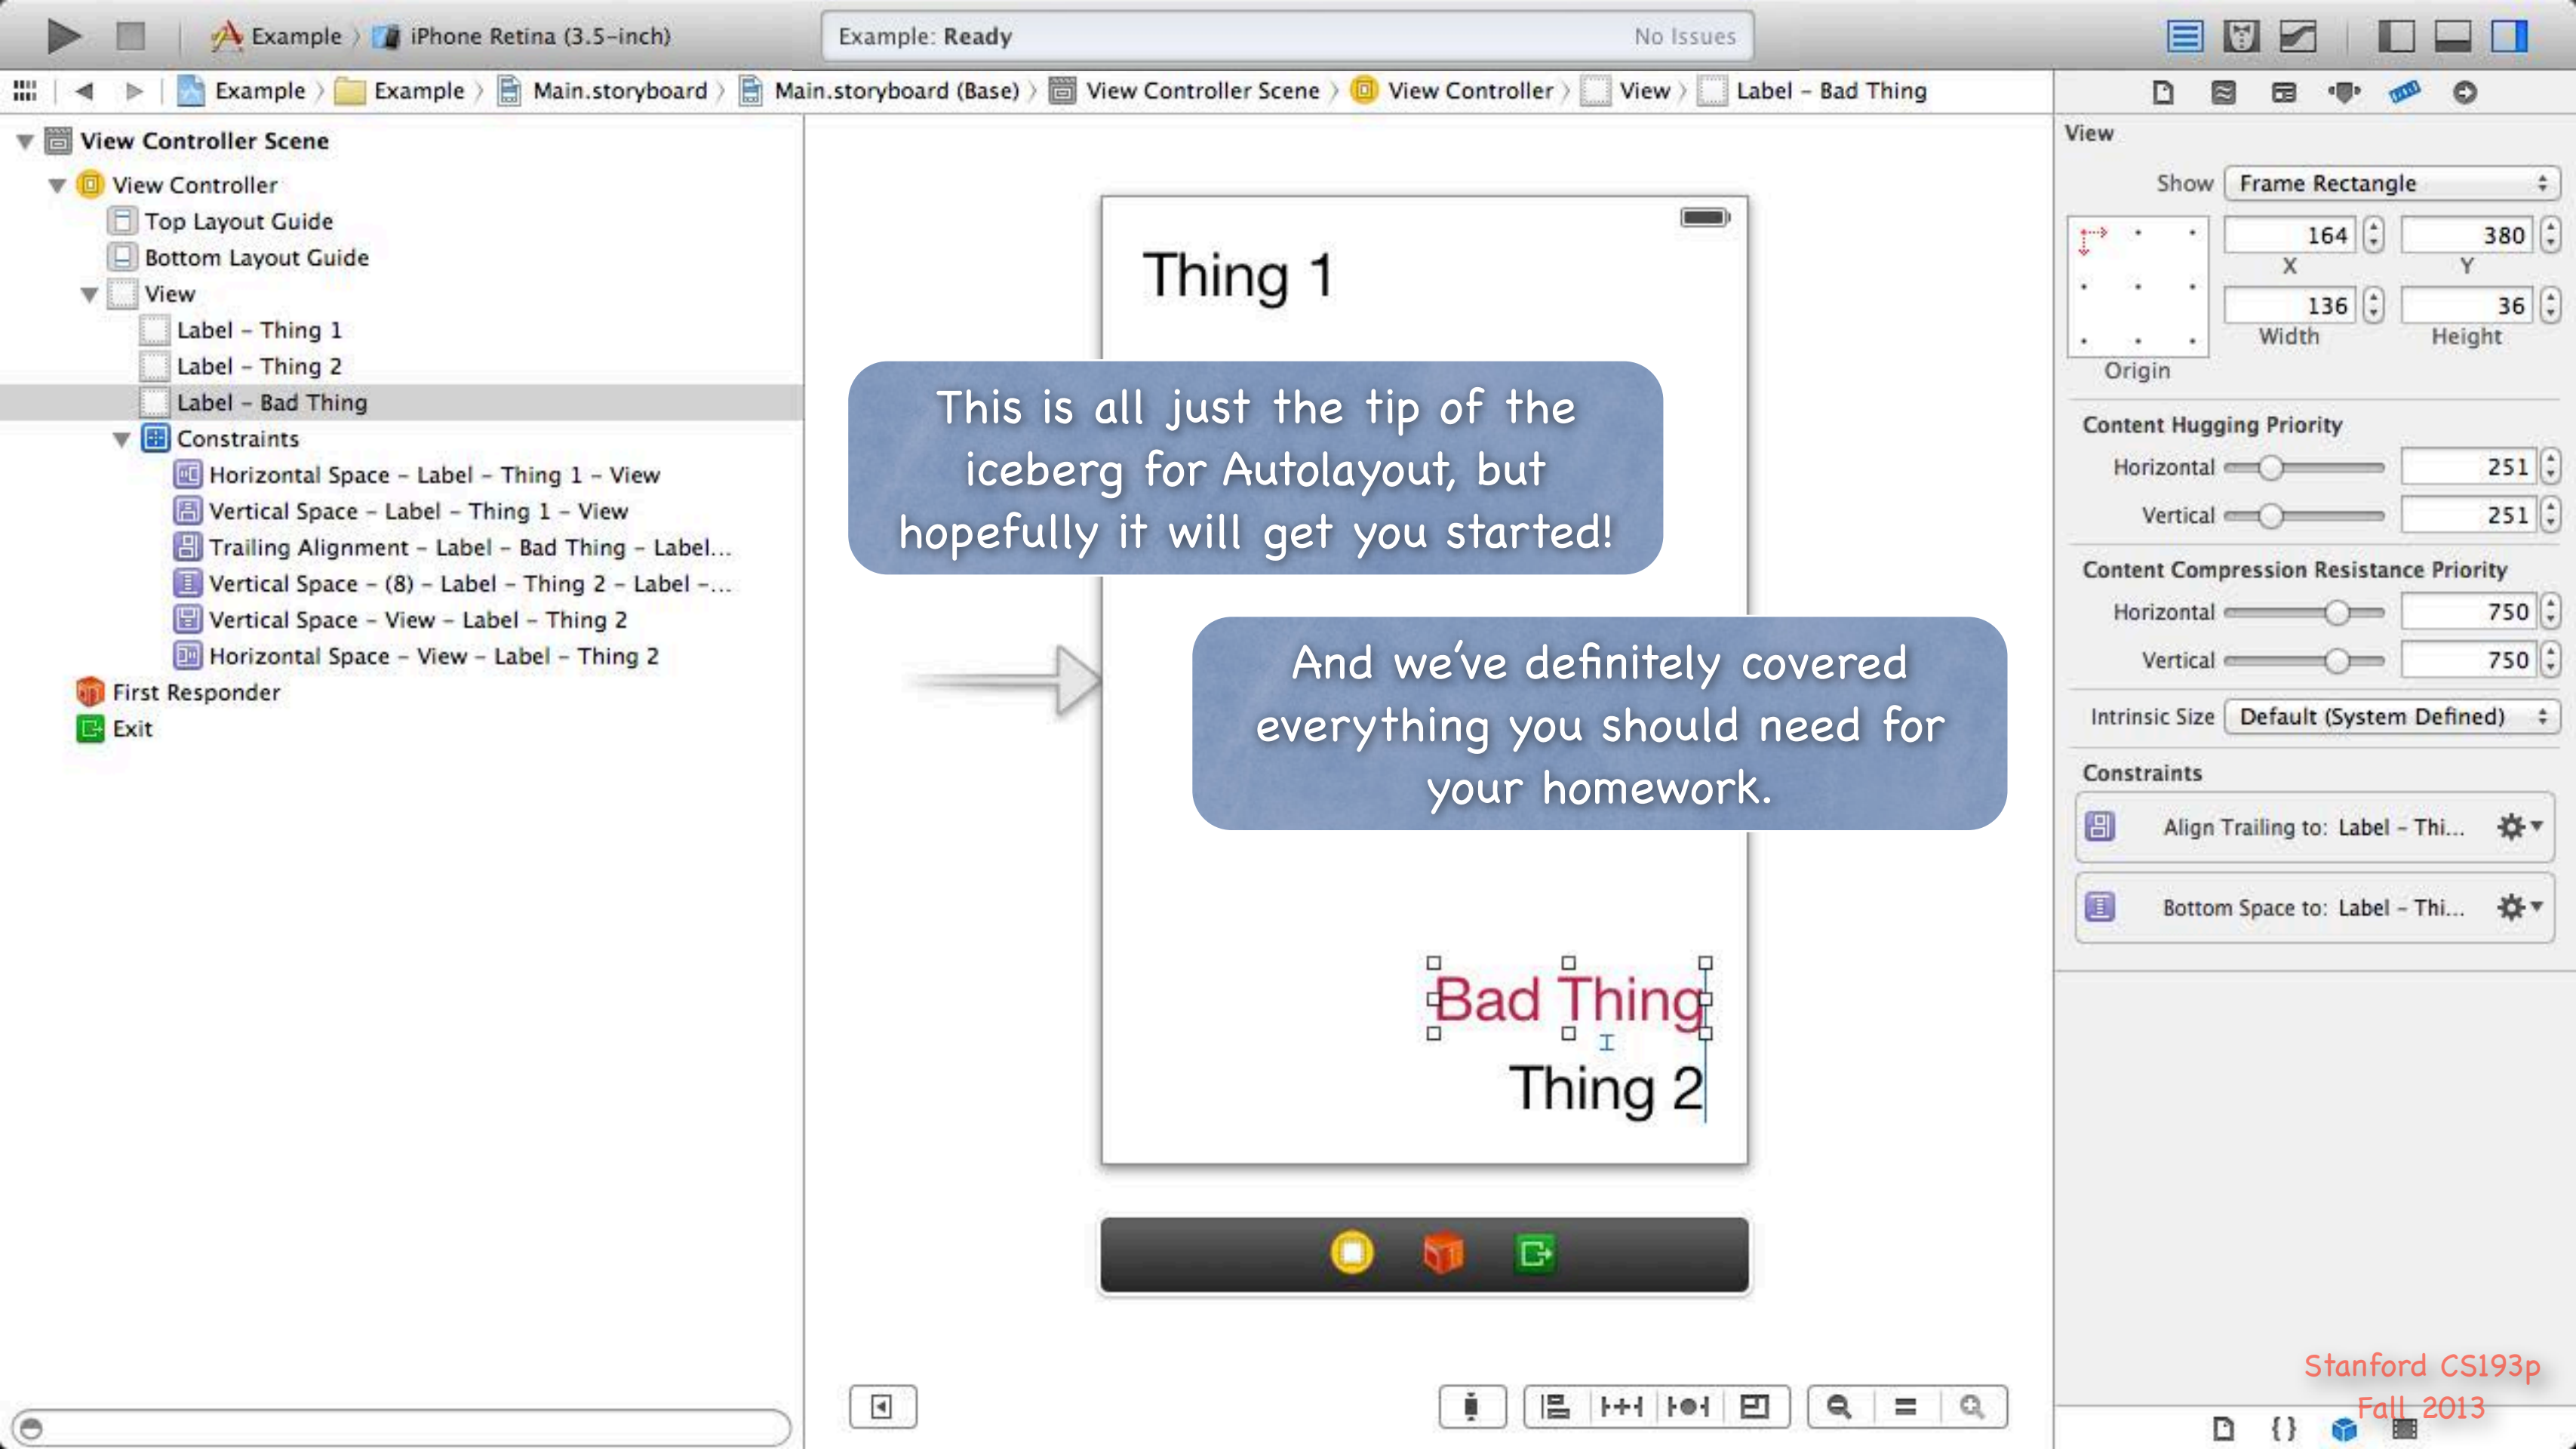 Example 〉 iPhone Retina (3.5-inch)
Example: Ready
No Issues
Example 〉 Example 〉 Main.storyboard 〉 Main.storyboard (Base) 〉 View Controller Scene 〉 View Controller 〉 View 〉 Label – Bad Thing
View Controller Scene
View Controller
Top Layout Guide
Bottom Layout Guide
View
Label – Thing 1
Label – Thing 2
Label – Bad Thing
Constraints
Horizontal Space – Label – Thing 1 – View
Vertical Space – Label – Thing 1 – View
Trailing Alignment – Label – Bad Thing – Label...
Vertical Space – (8) – Label – Thing 2 – Label –...
Vertical Space – View – Label – Thing 2
Horizontal Space – View – Label – Thing 2
First Responder
Exit
Thing 1
This is all just the tip of the
iceberg for Autolayout, but
hopefully it will get you started!
And we've definitely covered
everything you should need for
your homework.
Bad Thing
Thing 2
View
Show Frame Rectangle
164 380
X Y
136 36
Width Height
Origin
Content Hugging Priority
Horizontal 251
Vertical 251
Content Compression Resistance Priority
Horizontal 750
Vertical 750
Intrinsic Size Default (System Defined)
Constraints
Align Trailing to: Label – Thi...
Bottom Space to: Label – Thi...
Stanford CS193p
Fall 2013